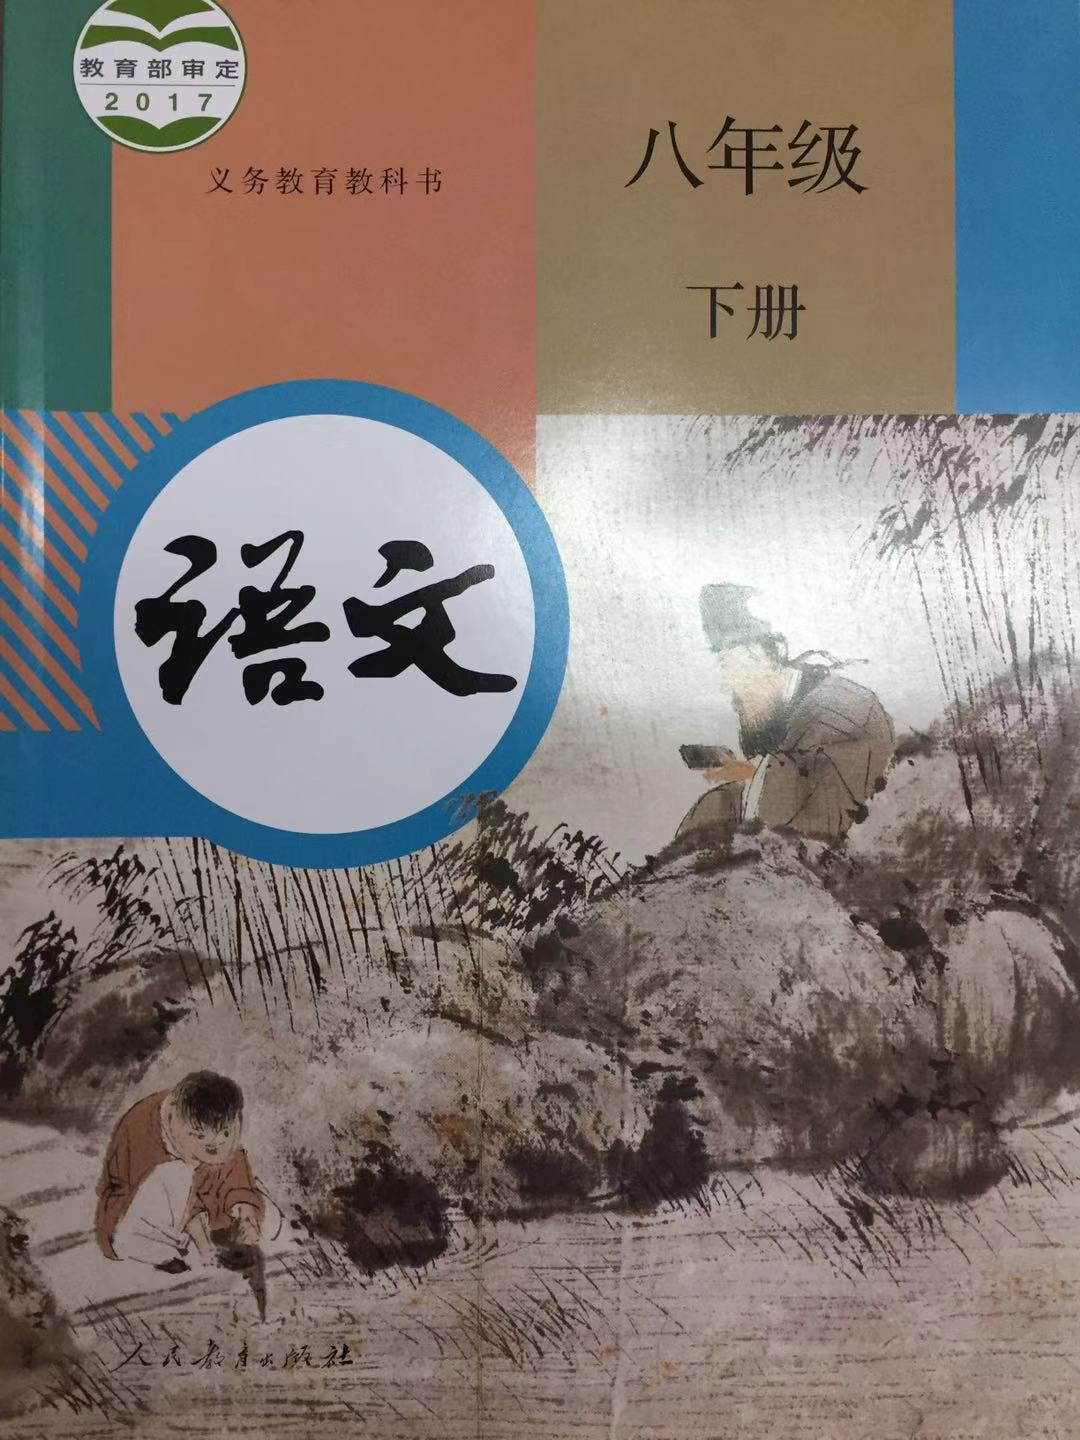 教育部审定
2017
义务教育教科书
八年级
下册
语文
人民教育出版社